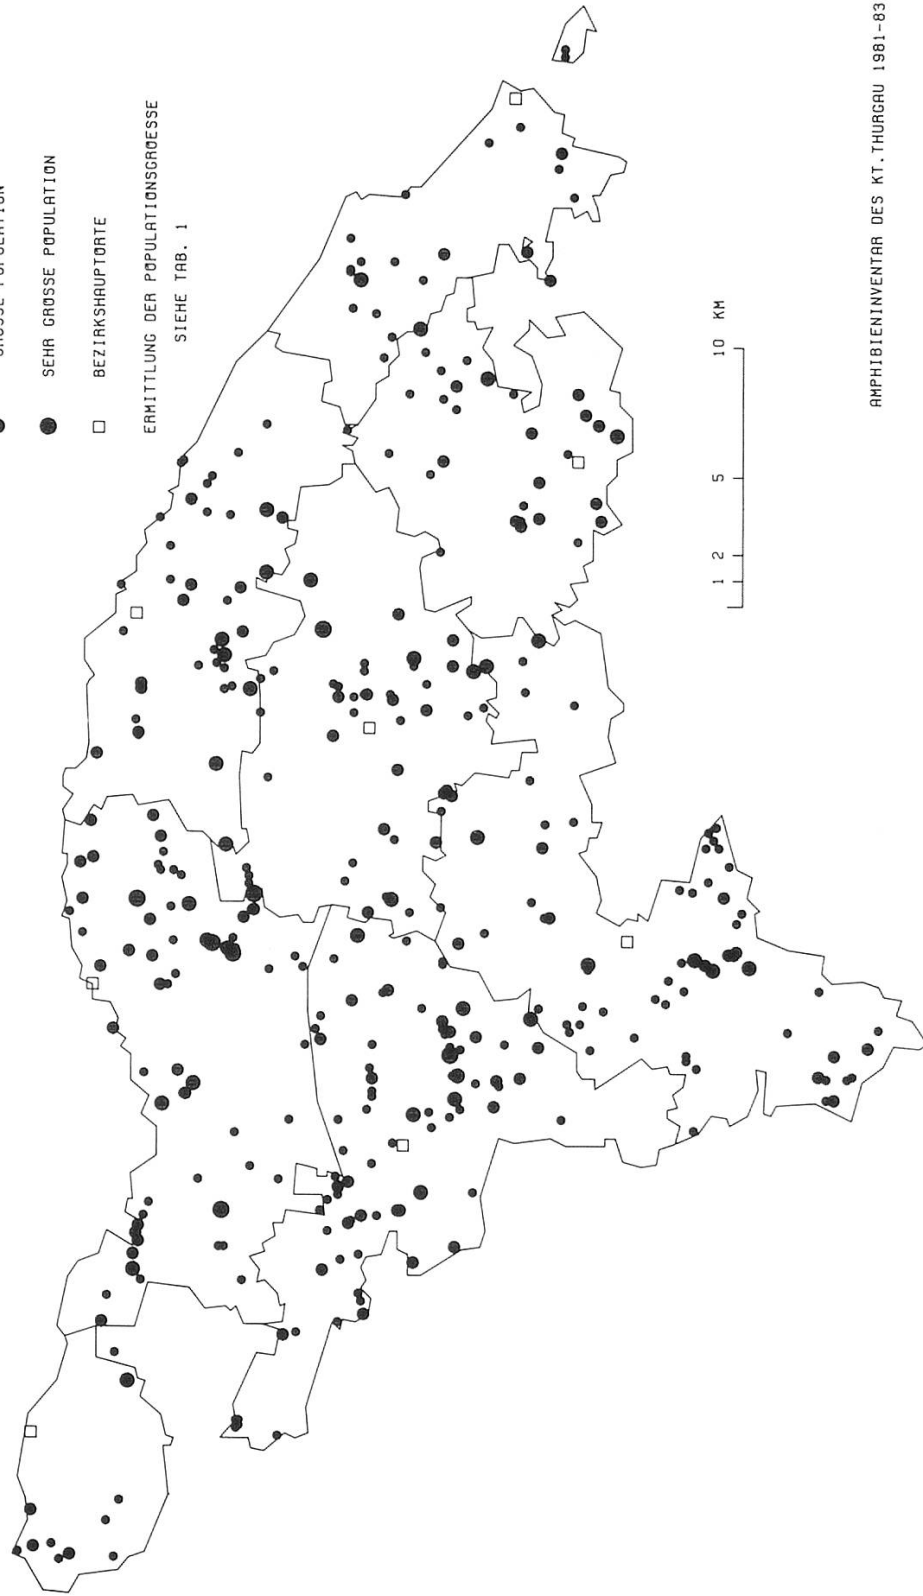 GROSSE POPULATION
SEHR GROSSE POPULATION
BEZIRKSHAUPTORTE
ERMITTLUNG DER POPULATIONSGROESSE
SIEHE TAB. 1
1 2 5 10 KM
AMPHIBIENINVENTAR DES KT. THURGAU 1981-83